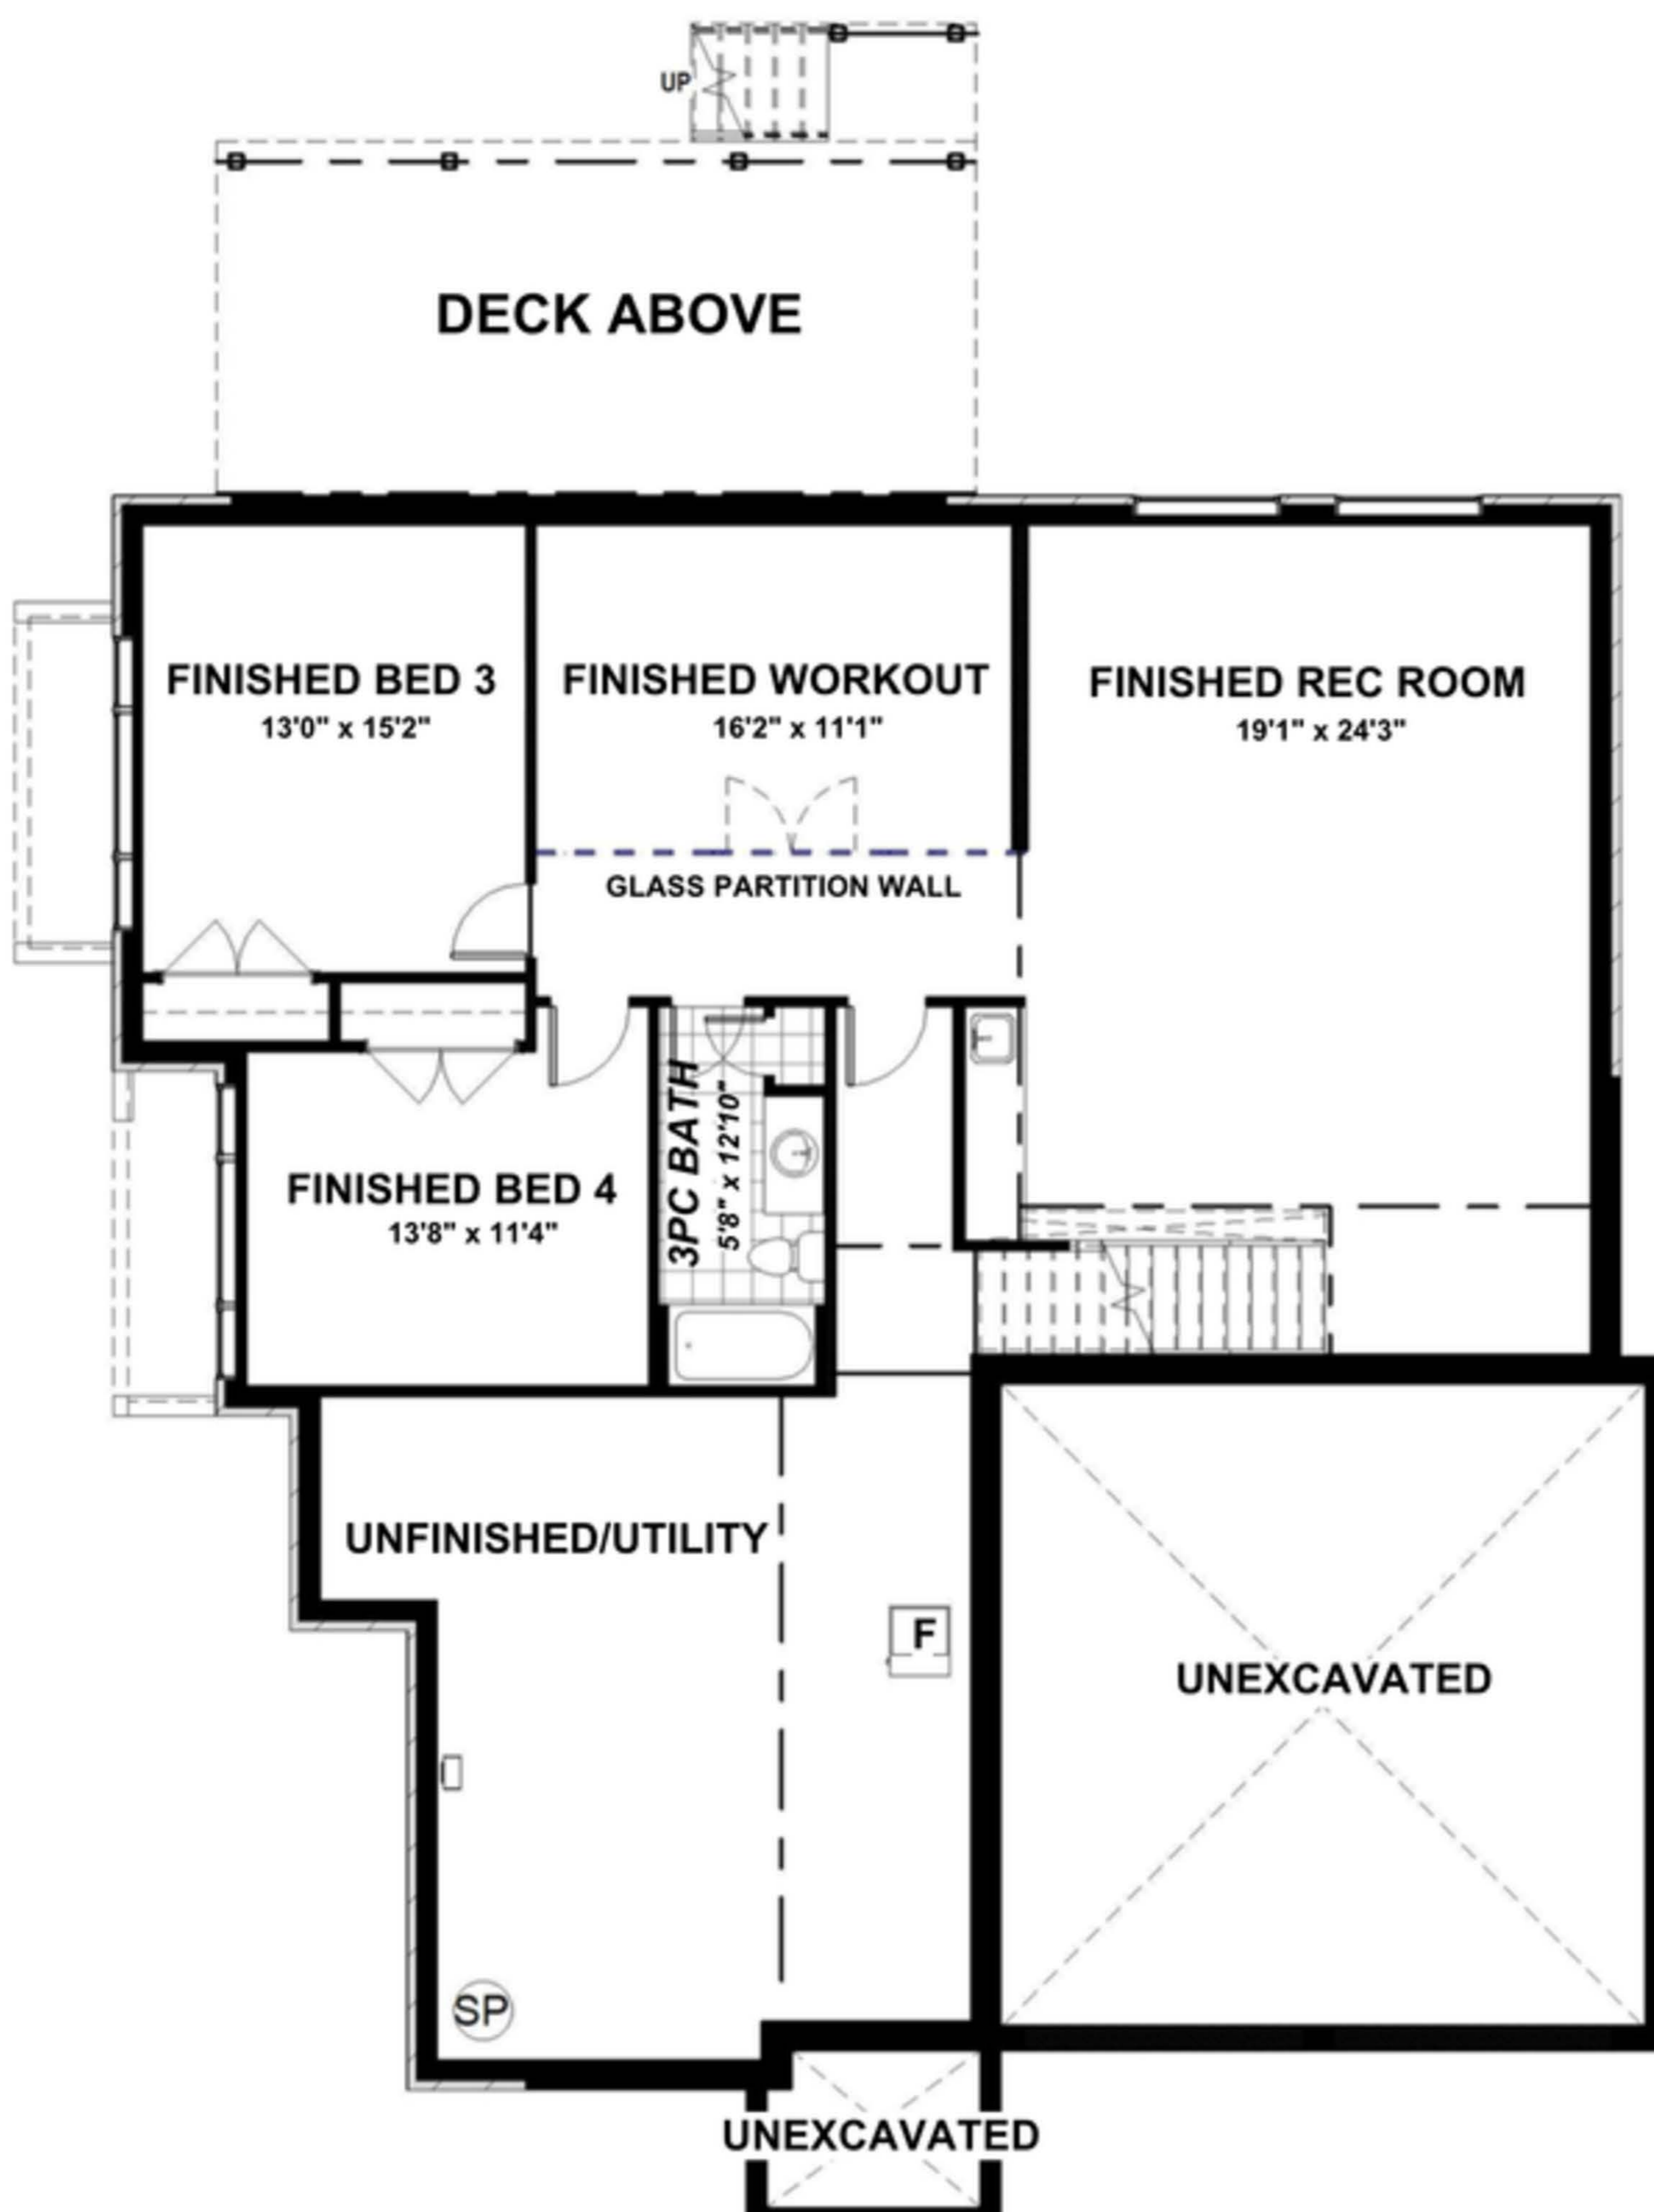 UP
DECK ABOVE
FINISHED BED 3
13'0" x 15'2"
FINISHED WORKOUT
16'2" x 11'1"
FINISHED REC ROOM
19'1" x 24'3"
GLASS PARTITION WALL
3PC BATH
5'8" x 12'10"
FINISHED BED 4
13'8" x 11'4"
UNFINISHED/UTILITY
F
UNEXCAVATED
SP
UNEXCAVATED